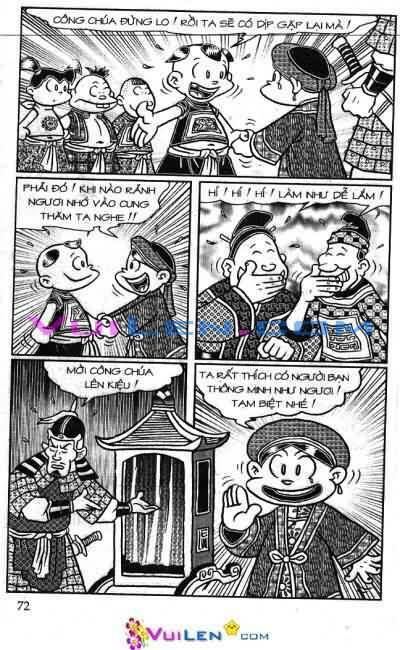 CÔNG CHÚA ĐỪNG LO ! RỒI TA SẼ CÓ DỊP GẶP LẠI MÀ !
PHẢI ĐÓ ! KHI NÀO RẢNH
NGƯƠI NHỚ VÀO CUNG
THĂM TA NGHE !!
HÍ ! HÍ ! HÍ ! LÀM NHƯ DỄ LẮM !
VUILEN.COM
MỜI CÔNG CHÚA
LÊN KIỆU !
TA RẤT THÍCH CÓ NGƯỜI BẠN
THÔNG MINH NHƯ NGƯƠI !
TẠM BIỆT NHÉ !
72
VUILEN.COM